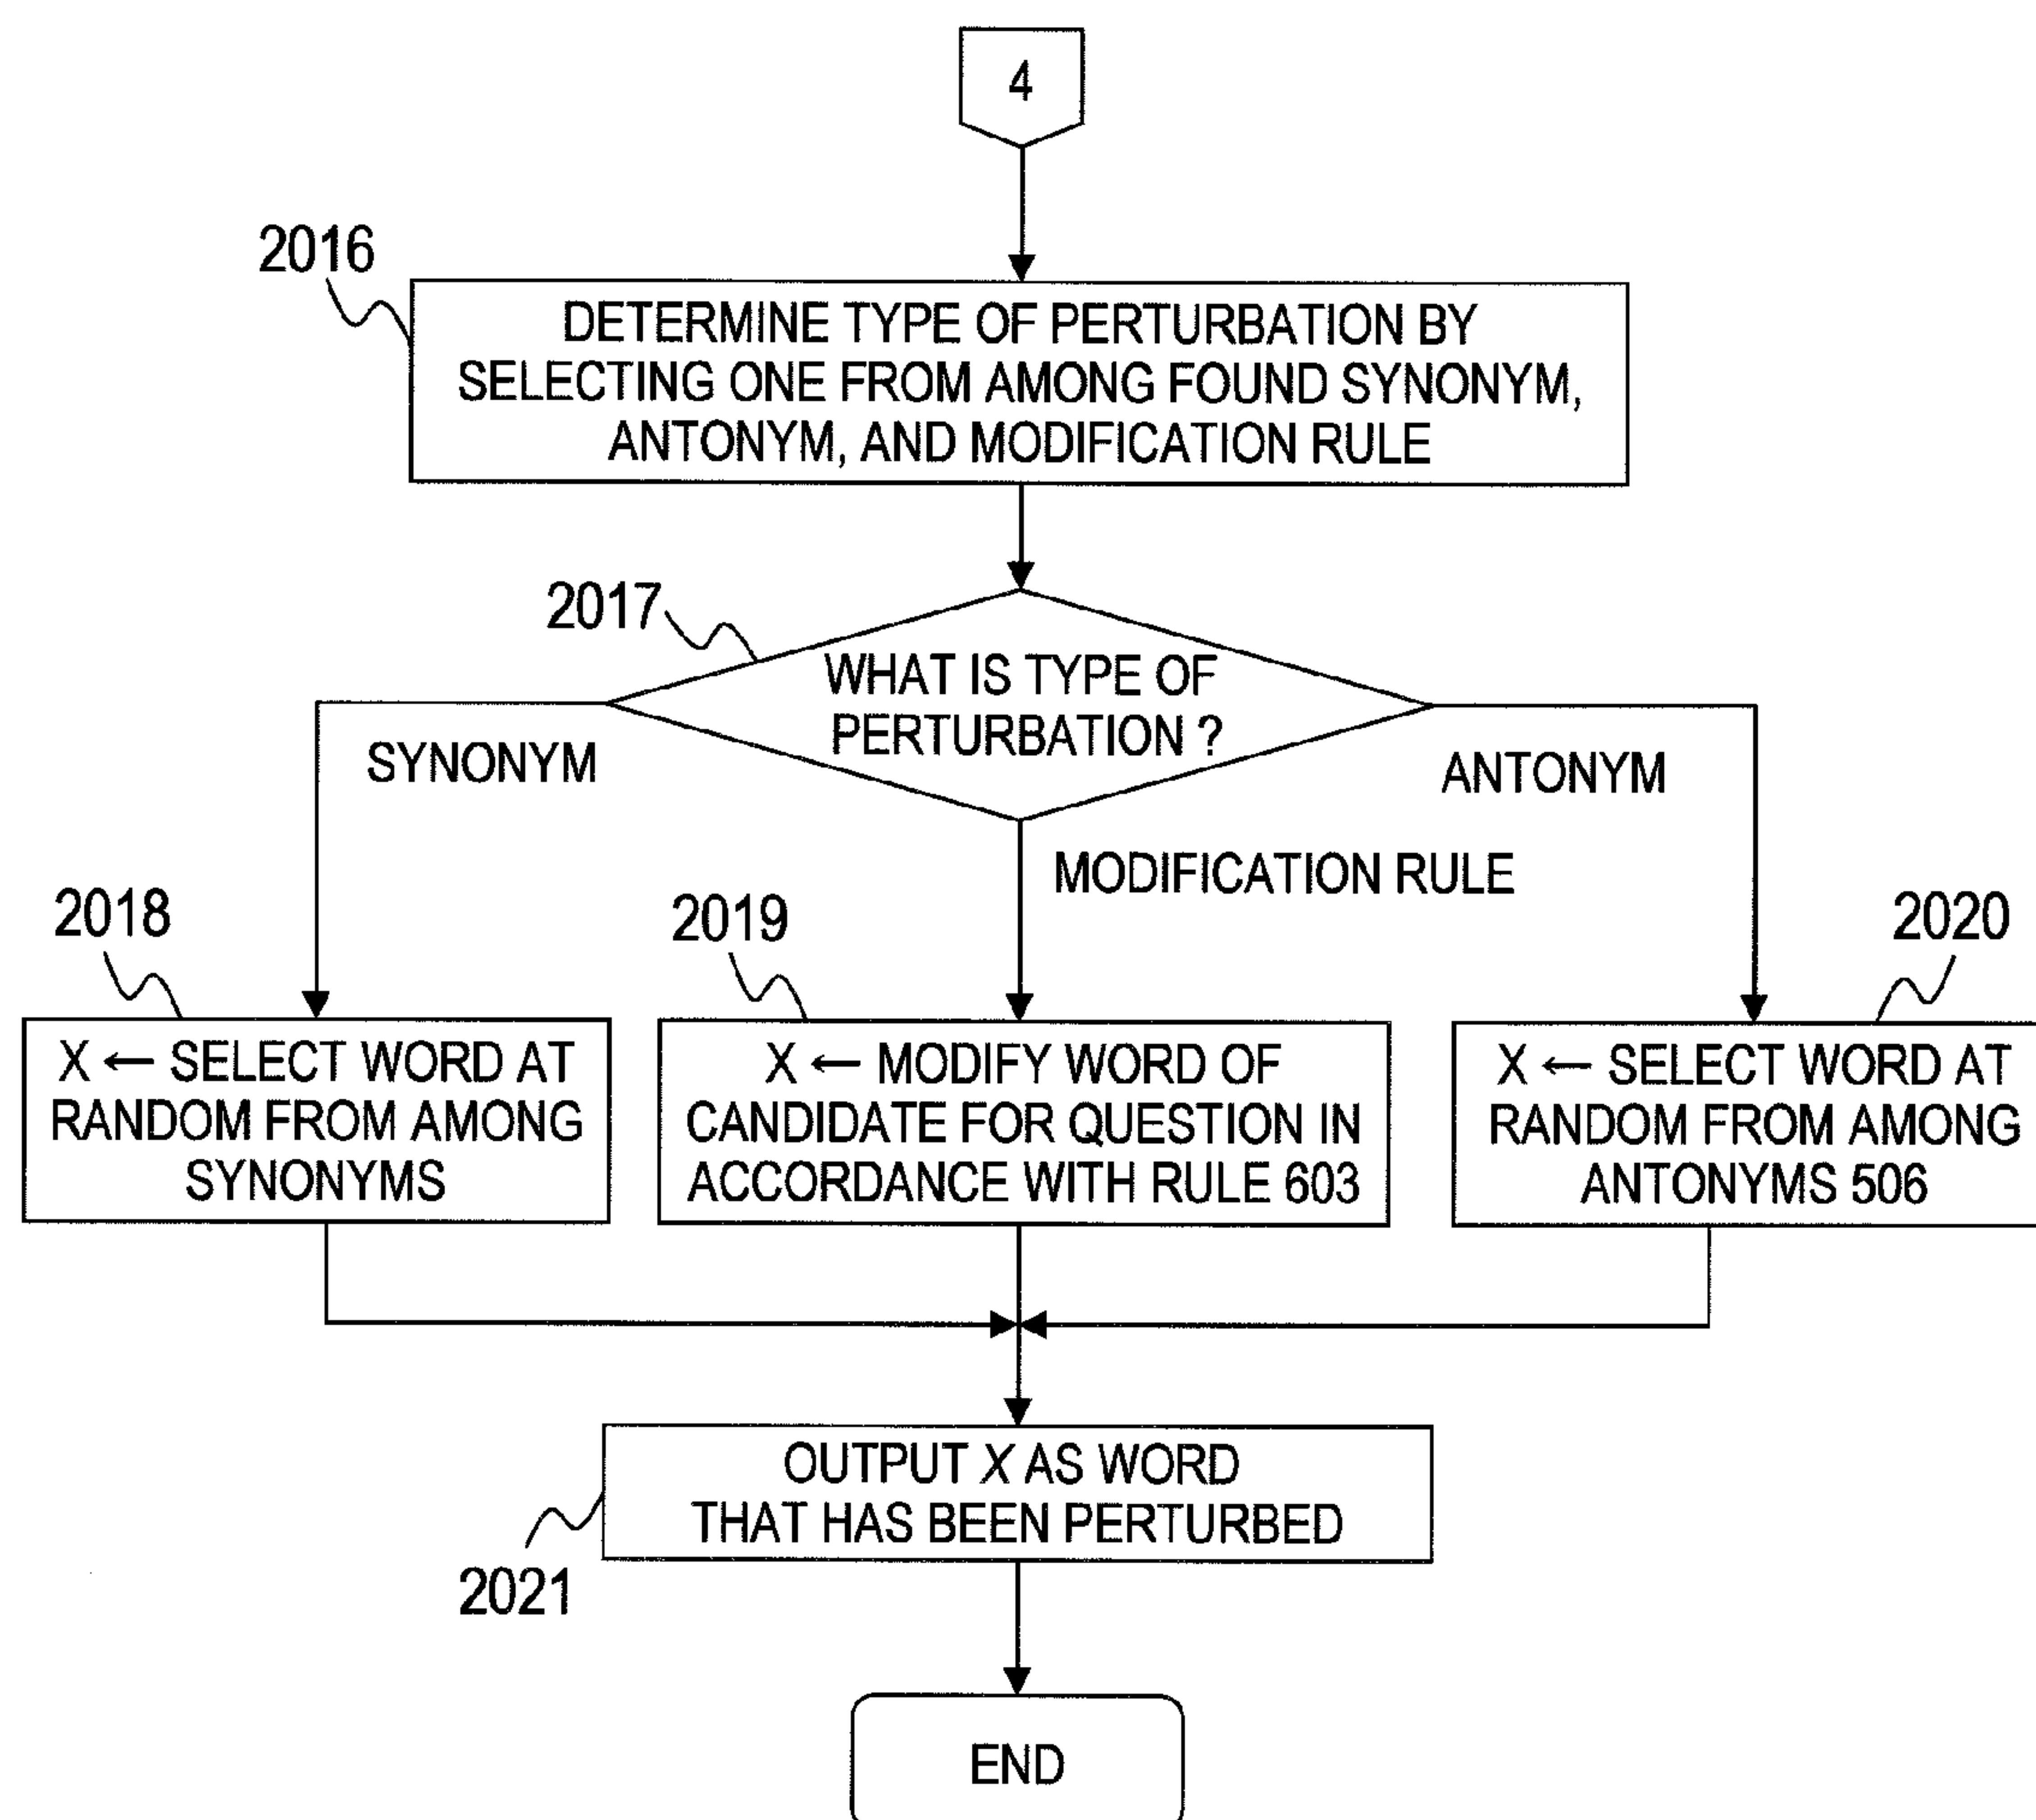 4
2016
DETERMINE TYPE OF PERTURBATION BY
SELECTING ONE FROM AMONG FOUND SYNONYM,
ANTONYM, AND MODIFICATION RULE
2017
WHAT IS TYPE OF
PERTURBATION ?
SYNONYM
ANTONYM
MODIFICATION RULE
2018
X ← SELECT WORD AT
RANDOM FROM AMONG
SYNONYMS
2019
X ← MODIFY WORD OF
CANDIDATE FOR QUESTION IN
ACCORDANCE WITH RULE 603
2020
X ← SELECT WORD AT
RANDOM FROM AMONG
ANTONYMS 506
OUTPUT X AS WORD
THAT HAS BEEN PERTURBED
2021
END